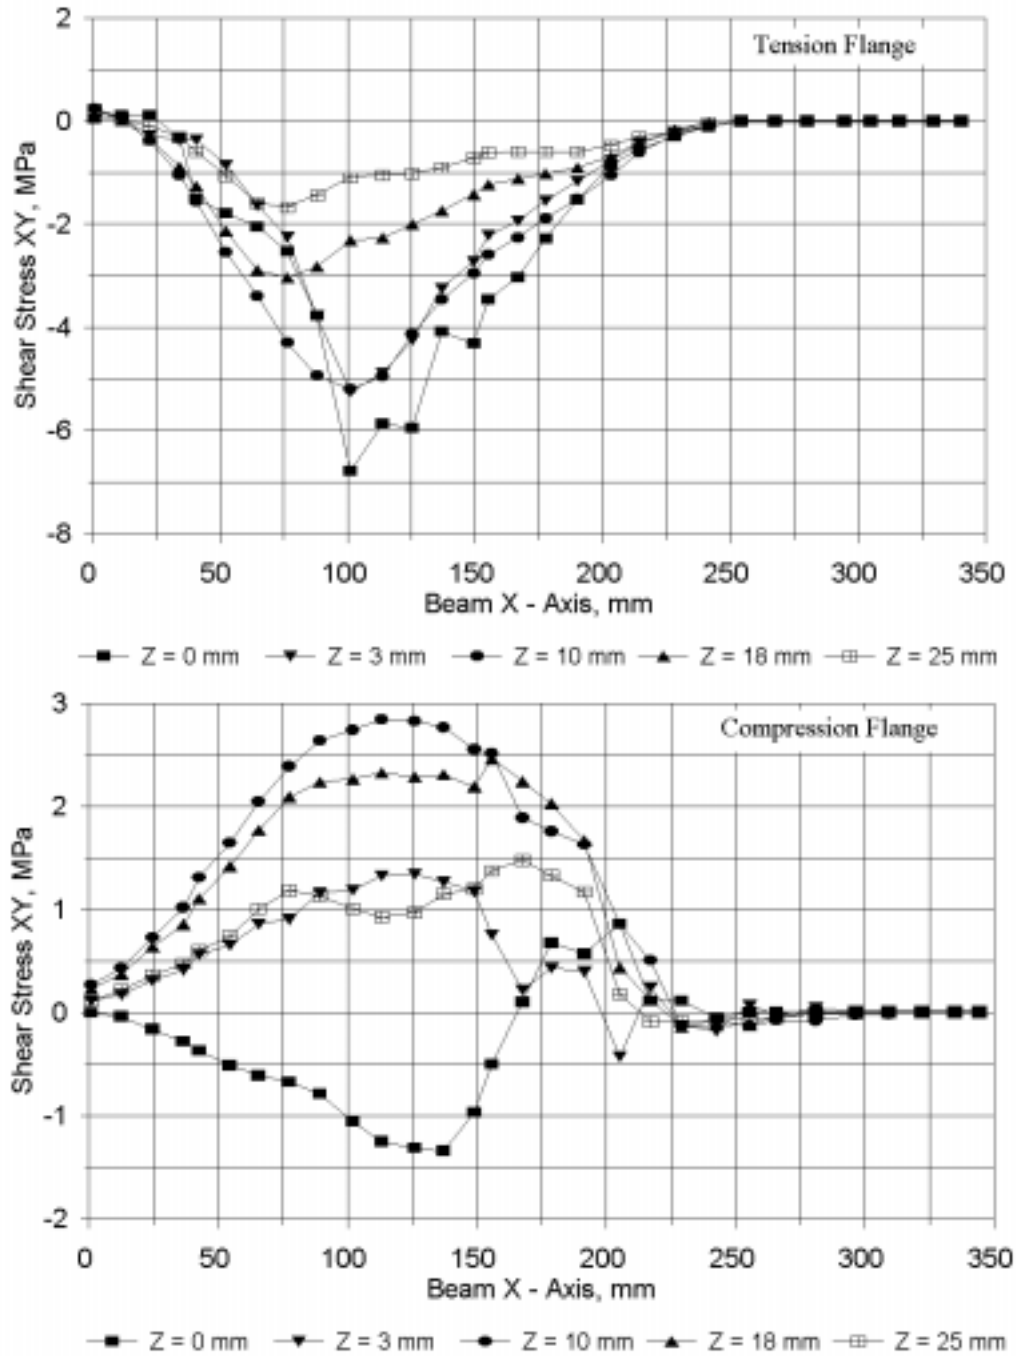 2
Tension Flange
0
-2
-4
-6
-8
Shear Stress XY, MPa
0 50 100 150 200 250 300 350
Beam X - Axis, mm
Z = 0 mm Z = 3 mm Z = 10 mm Z = 18 mm Z = 25 mm
3
Compression Flange
2
1
0
-1
-2
Shear Stress XY, MPa
0 50 100 150 200 250 300 350
Beam X - Axis, mm
Z = 0 mm Z = 3 mm Z = 10 mm Z = 18 mm Z = 25 mm